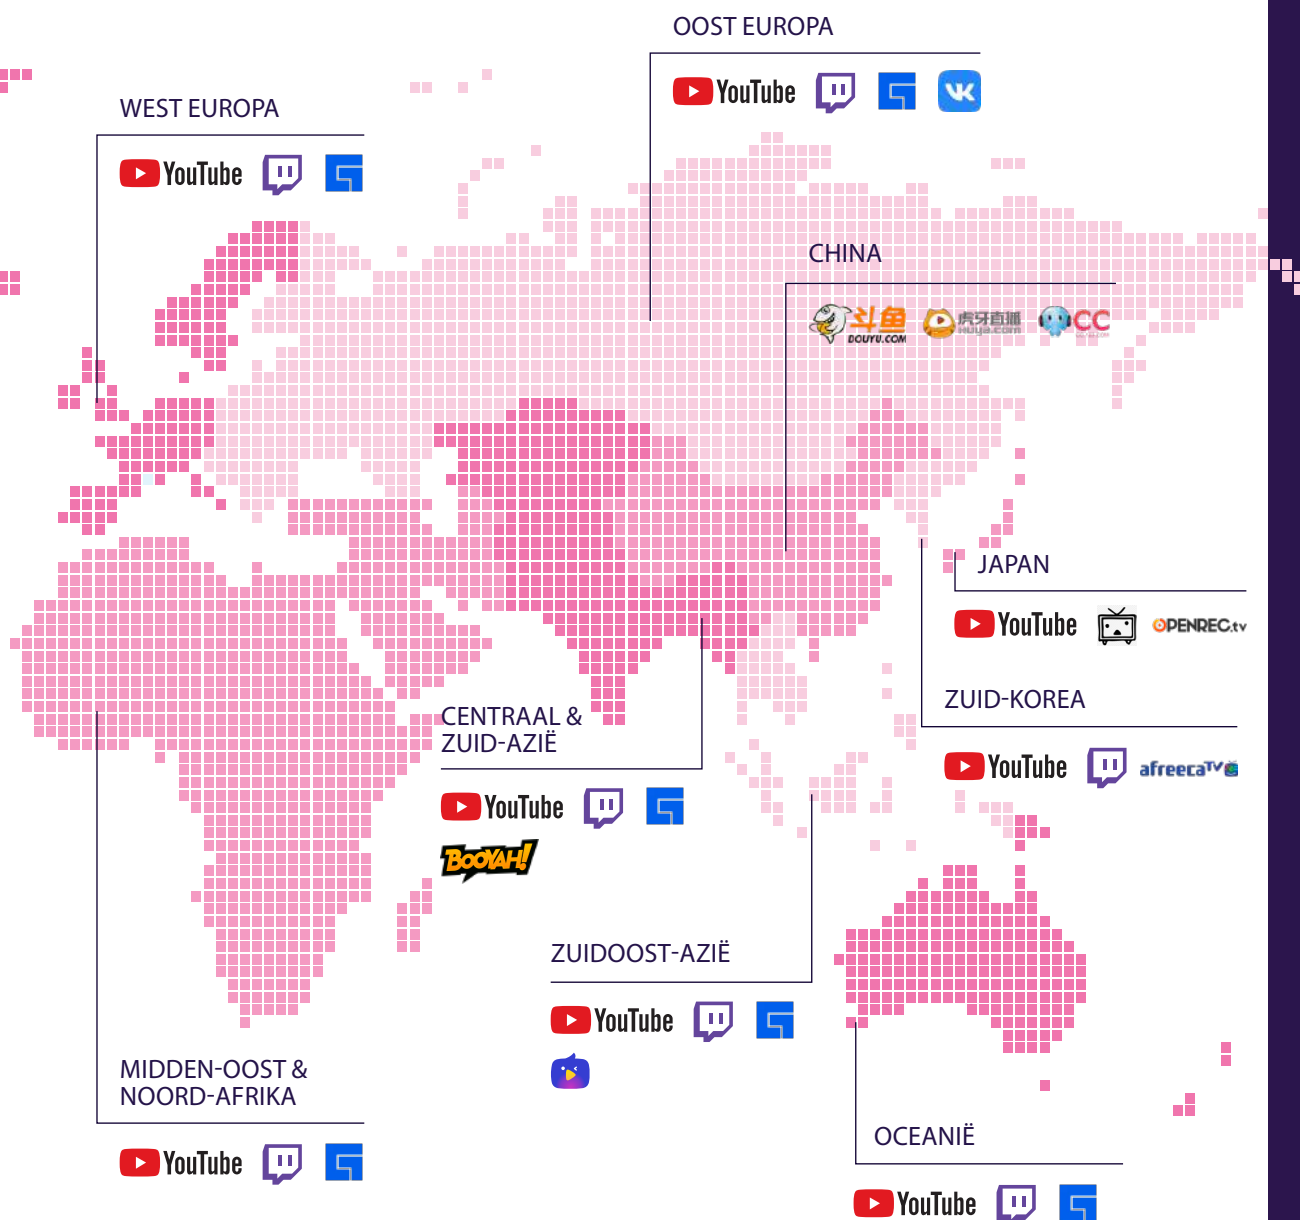 OOST EUROPA
YouTube
WEST EUROPA
YouTube
CHINA
斗鱼
DOUYU.COM
虎牙直播
Huya.com
CC
JAPAN
YouTube
OPENREC.tv
ZUID-KOREA
YouTube
afreecaTV
CENTRAAL &
ZUID-AZIË
YouTube
BOOYAH!
ZUIDOOST-AZIË
YouTube
MIDDEN-OOST &
NOORD-AFRIKA
YouTube
OCEANIË
YouTube